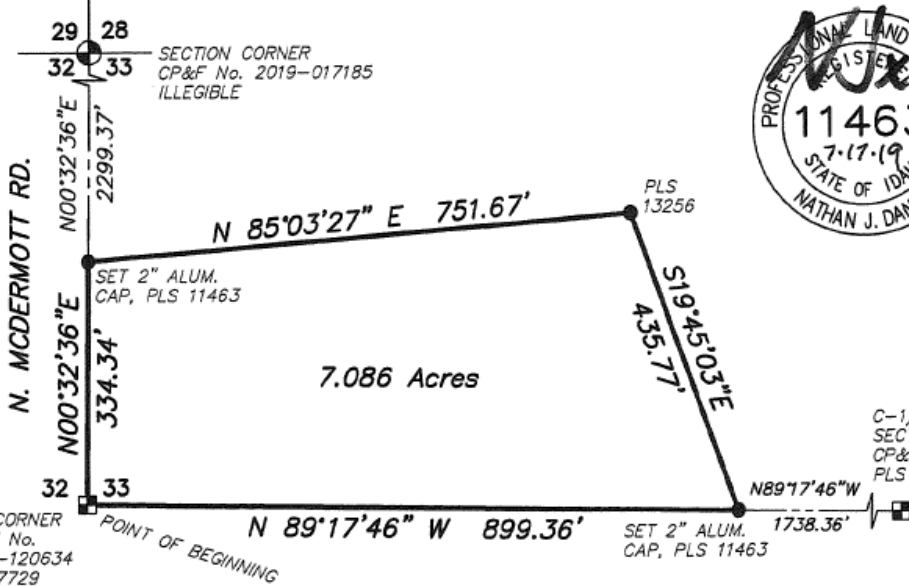 29 28
32 33
SECTION CORNER
CP&F No. 2019-017185
ILLEGIBLE
N. MCDERMOTT RD.
N00°32'36"E
2299.37'
PROFESSIONAL LAND
REGISTERED
11463
7-17-19
STATE OF IDA
NATHAN J. DAN
N 85°03'27" E 751.67'
PLS
13256
SET 2" ALUM.
CAP, PLS 11463
N00°32'36"E
334.34'
7.086 Acres
S19°45'03"E
435.77'
C-1/
SEC
CP&
PLS
32 33
CORNER
No.
-120634
7729
POINT OF BEGINNING
N 89°17'46" W 899.36'
SET 2" ALUM.
CAP, PLS 11463
N89°17'46"W
1738.36'